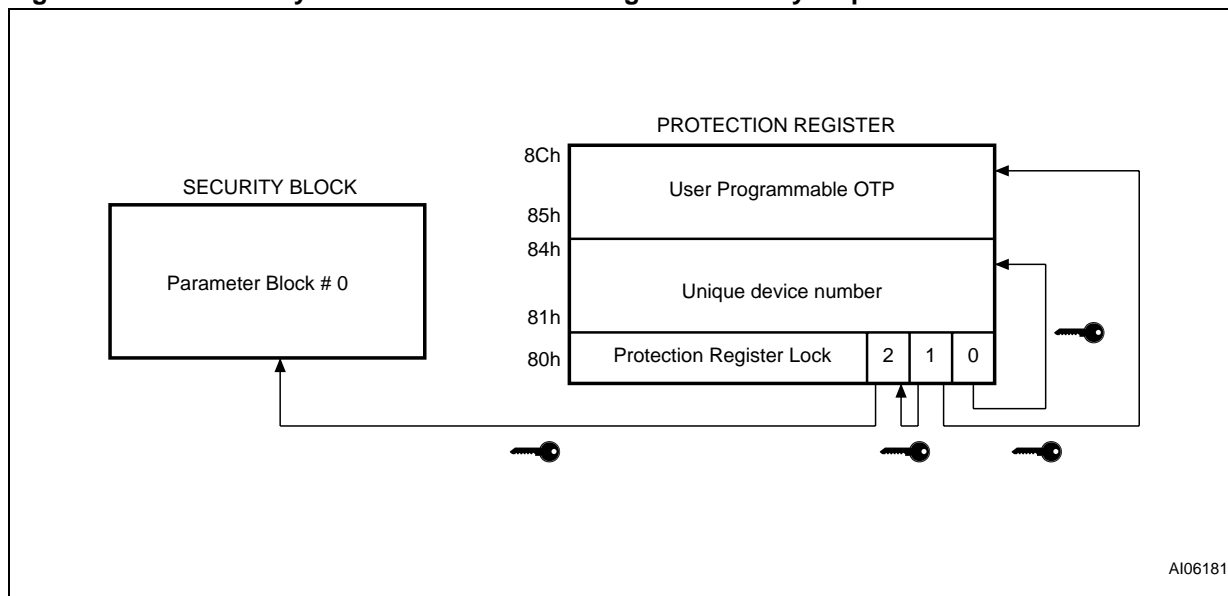 PROTECTION REGISTER
8Ch
User Programmable OTP
SECURITY BLOCK
85h
84h
Parameter Block # 0
Unique device number
81h
80h
Protection Register Lock 2 1 0
AI06181